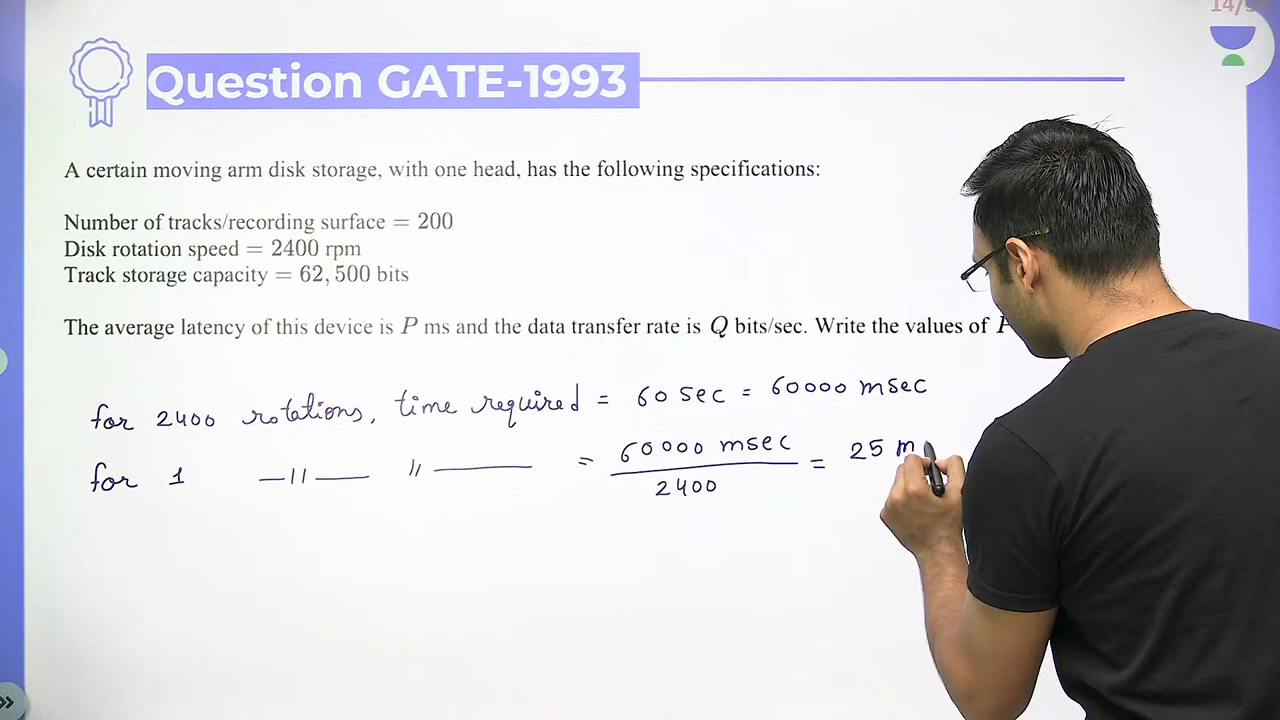 14/
Question GATE-1993
A certain moving arm disk storage, with one head, has the following specifications:
Number of tracks/recording surface = 200
Disk rotation speed = 2400 rpm
Track storage capacity = 62,500 bits
The average latency of this device is P ms and the data transfer rate is Q bits/sec. Write the values of P
for 2400 rotations, time required = 60 sec = 60000 msec
for 1 —〃— 〃— = 60000 msec / 2400 = 25 m
»